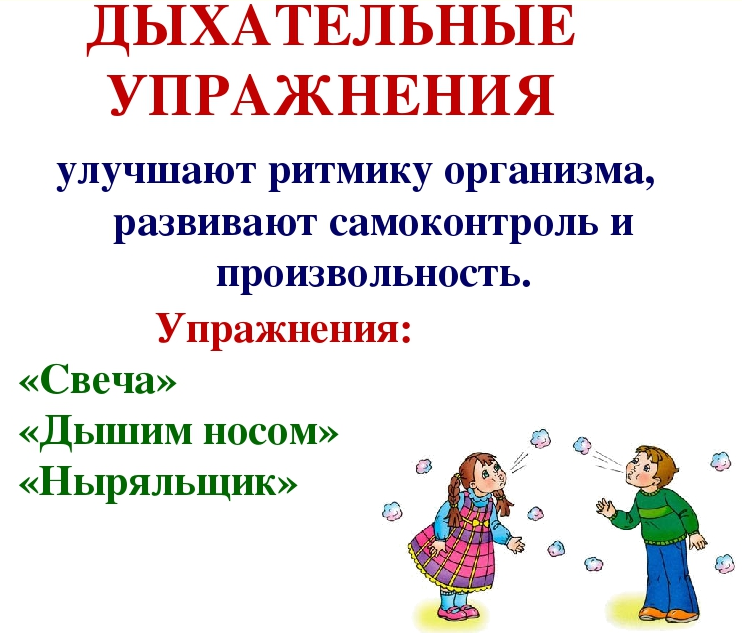 ДЫХАТЕЛЬНЫЕ
УПРАЖНЕНИЯ
улучшают ритмику организма,
развивают самоконтроль и
произвольность.
Упражнения:
«Свеча»
«Дышим носом»
«Ныряльщик»